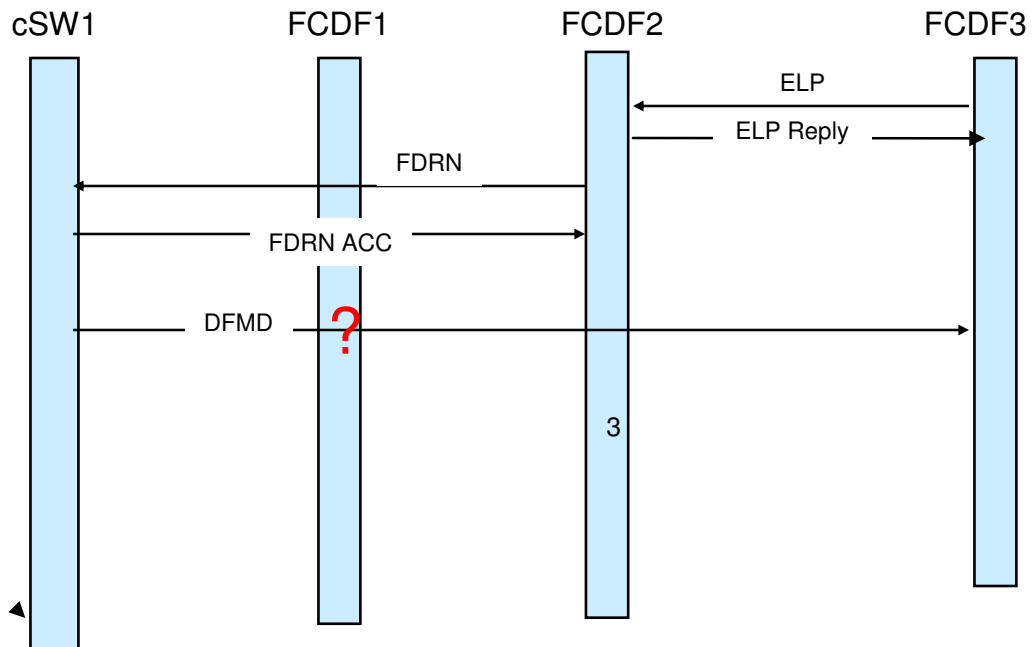 cSW1 FCDF1 FCDF2 FCDF3
ELP
ELP Reply
FDRN
FDRN ACC
DFMD ?
3